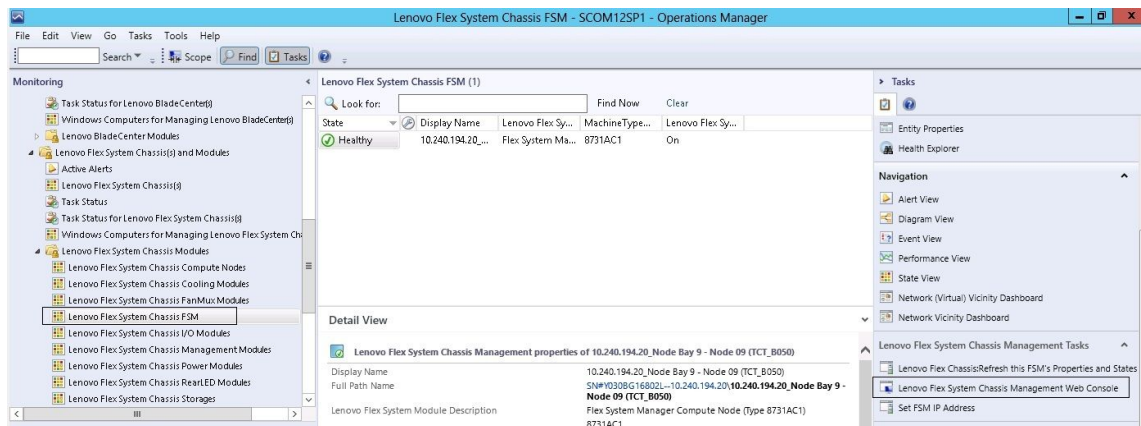 Lenovo Flex System Chassis FSM - SCOM12SP1 - Operations Manager
File Edit View Go Tasks Tools Help
Search Scope Find Tasks
Monitoring
Task Status for Lenovo BladeCenter(s)
Windows Computers for Managing Lenovo BladeCenter(s)
Lenovo BladeCenter Modules
Lenovo Flex System Chassis(s) and Modules
Active Alerts
Lenovo Flex System Chassis(s)
Task Status
Task Status for Lenovo Flex System Chassis(s)
Windows Computers for Managing Lenovo Flex System Ch
Lenovo Flex System Chassis Modules
Lenovo Flex System Chassis Compute Nodes
Lenovo Flex System Chassis Cooling Modules
Lenovo Flex System Chassis FanMux Modules
Lenovo Flex System Chassis FSM
Lenovo Flex System Chassis I/O Modules
Lenovo Flex System Chassis Management Modules
Lenovo Flex System Chassis Power Modules
Lenovo Flex System Chassis RearLED Modules
Lenovo Flex System Chassis Storages
Lenovo Flex System Chassis FSM (1)
Look for: Find Now Clear
State Display Name Lenovo Flex Sy... MachineType... Lenovo Flex Sy...
Healthy 10.240.194.20_... Flex System Ma... 8731AC1 On
Detail View
Lenovo Flex System Chassis Management properties of 10.240.194.20_Node Bay 9 - Node 09 (TCT_B050)
Display Name 10.240.194.20_Node Bay 9 - Node 09 (TCT_B050)
Full Path Name SN#Y030BG16802L--10.240.194.20\10.240.194.20_Node Bay 9 -
Node 09 (TCT_B050)
Lenovo Flex System Module Description Flex System Manager Compute Node (Type 8731AC1)
8731AC1
Tasks
Entity Properties
Health Explorer
Navigation
Alert View
Diagram View
Event View
Performance View
State View
Network (Virtual) Vicinity Dashboard
Network Vicinity Dashboard
Lenovo Flex System Chassis Management Tasks
Lenovo Flex Chassis:Refresh this FSM's Properties and States
Lenovo Flex System Chassis Management Web Console
Set FSM IP Address